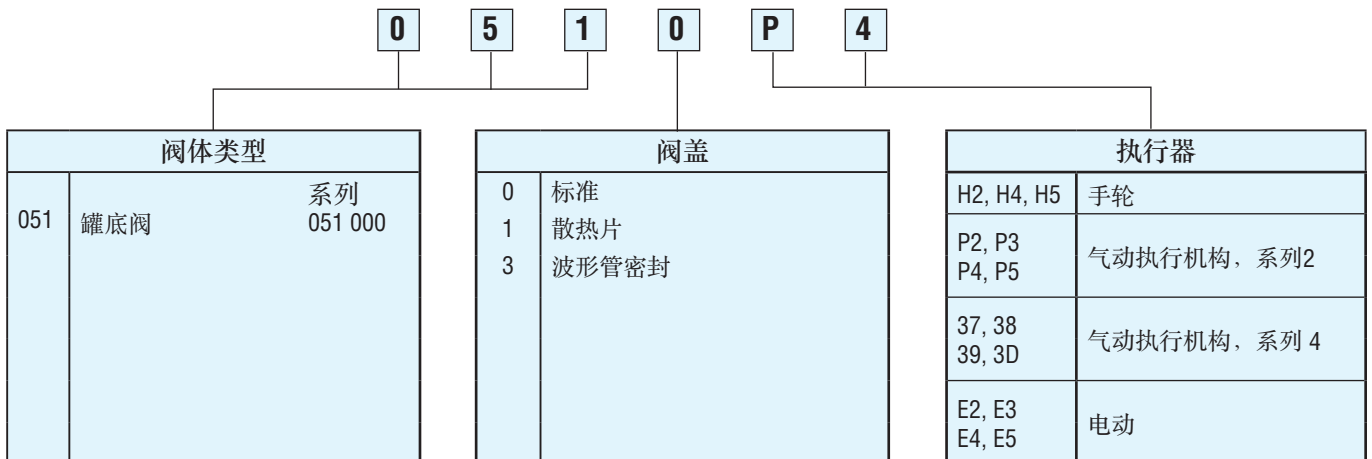 0 5 1 0 P 4
阀体类型
系列
051 罐底阀 051 000
阀盖
0 标准
1 散热片
3 波形管密封
执行器
H2, H4, H5 手轮
P2, P3
P4, P5
气动执行机构，系列2
37, 38
39, 3D
气动执行机构，系列 4
E2, E3
E4, E5
电动